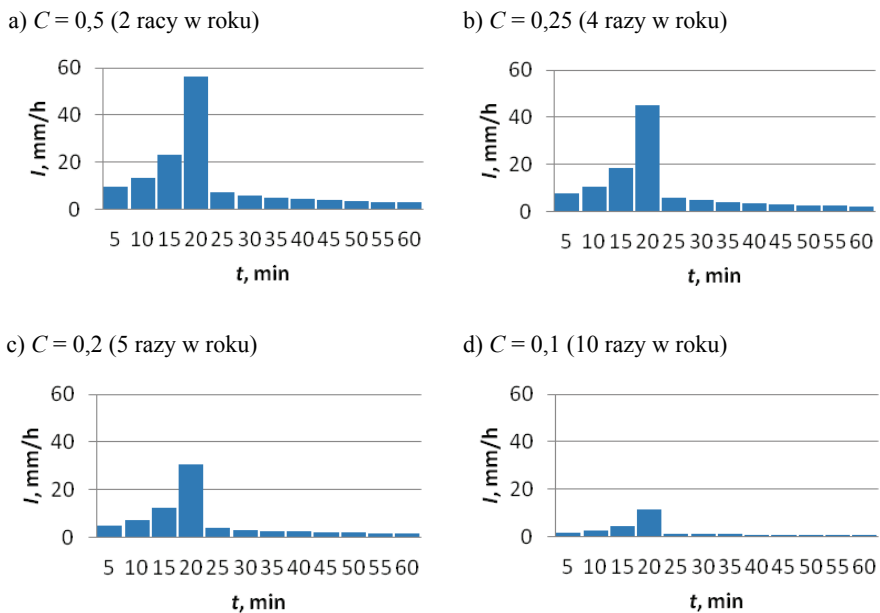 a) C = 0,5 (2 racy w roku)
60
40
20
0
I, mm/h
5 10 15 20 25 30 35 40 45 50 55 60
t, min
b) C = 0,25 (4 razy w roku)
60
40
20
0
I, mm/h
5 10 15 20 25 30 35 40 45 50 55 60
t, min
c) C = 0,2 (5 razy w roku)
60
40
20
0
I, mm/h
5 10 15 20 25 30 35 40 45 50 55 60
t, min
d) C = 0,1 (10 razy w roku)
60
40
20
0
I, mm/h
5 10 15 20 25 30 35 40 45 50 55 60
t, min